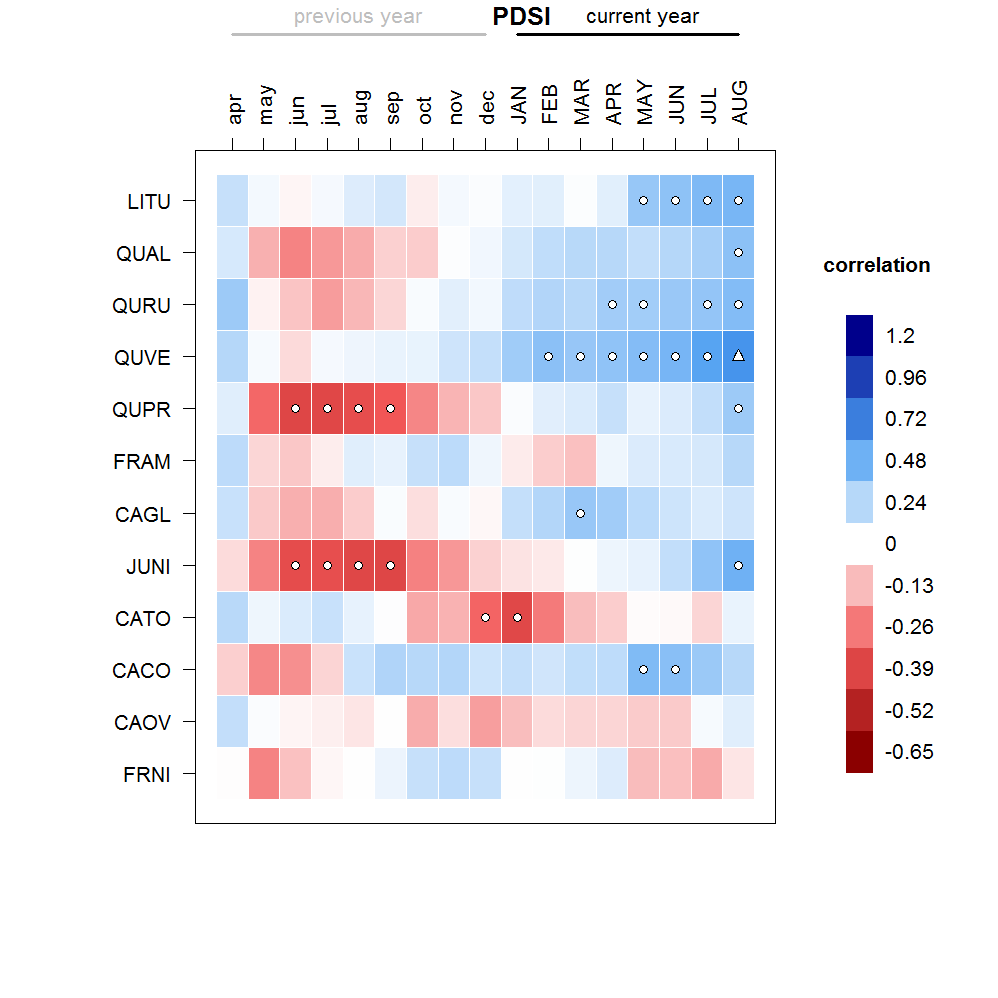 previous year PDSI current year
apr may jun jul aug sep oct nov dec JAN FEB MAR APR MAY JUN JUL AUG
LITU
QUAL
QURU
QUVE
QUPR
FRAM
CAGL
JUNI
CATO
CACO
CAOV
FRNI
correlation
1.2
0.96
0.72
0.48
0.24
0
-0.13
-0.26
-0.39
-0.52
-0.65